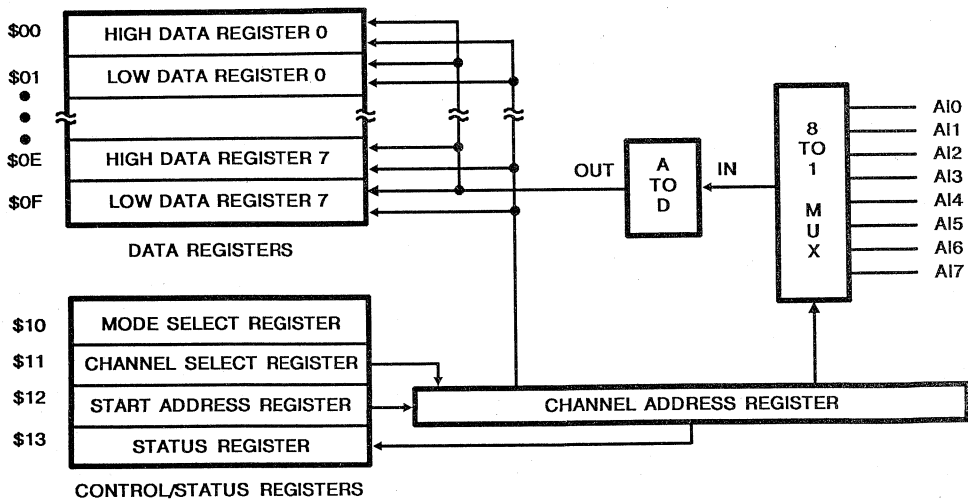 $00
HIGH DATA REGISTER 0
$01
LOW DATA REGISTER 0
$0E
HIGH DATA REGISTER 7
$0F
LOW DATA REGISTER 7
DATA REGISTERS
OUT
A
TO
D
IN
8
TO
1
MUX
AI0
AI1
AI2
AI3
AI4
AI5
AI6
AI7
$10
MODE SELECT REGISTER
$11
CHANNEL SELECT REGISTER
$12
START ADDRESS REGISTER
$13
STATUS REGISTER
CONTROL/STATUS REGISTERS
CHANNEL ADDRESS REGISTER